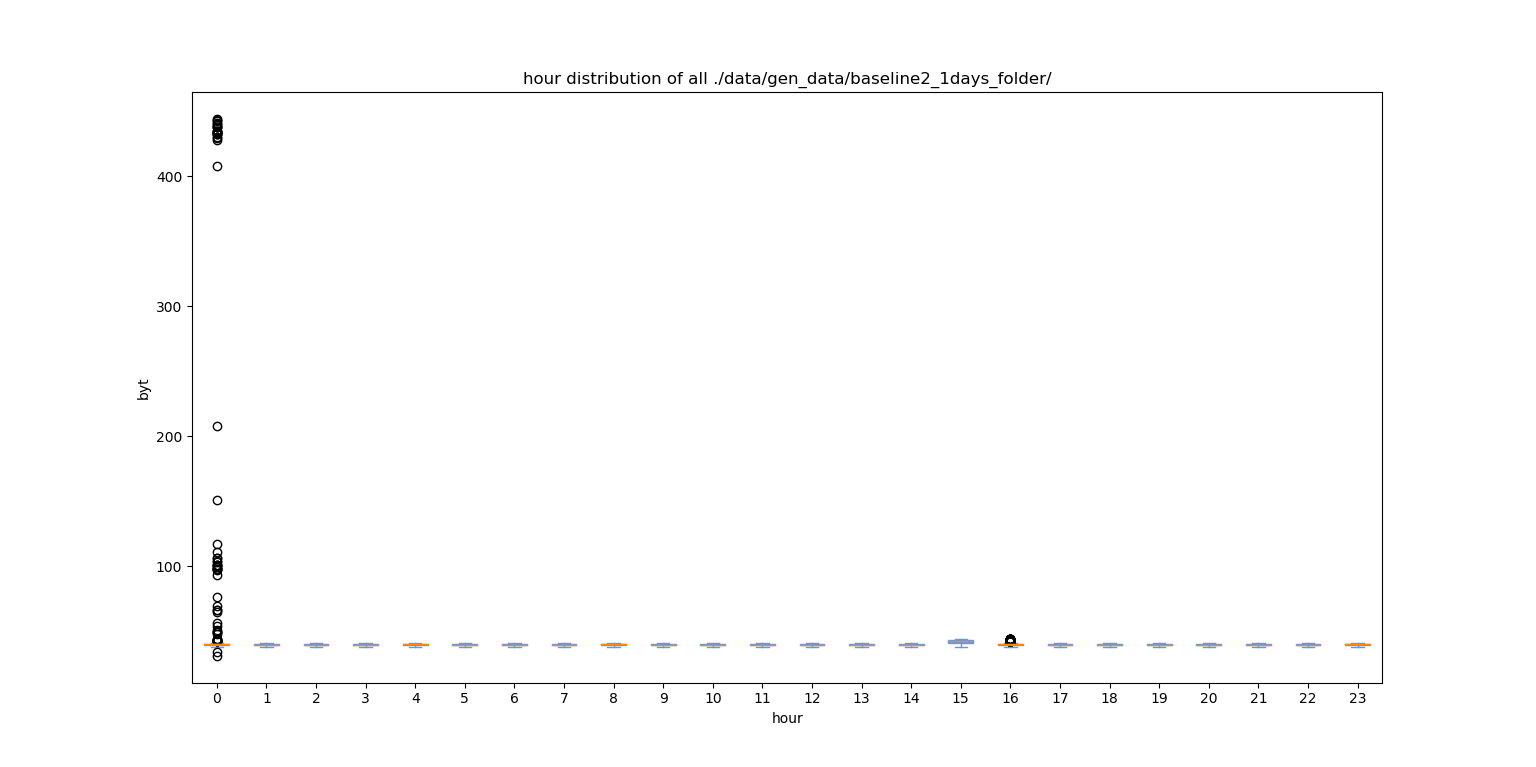 hour distribution of all ./data/gen_data/baseline2_1days_folder/
400
300
200
100
byt
0 1 2 3 4 5 6 7 8 9 10 11 12 13 14 15 16 17 18 19 20 21 22 23
hour